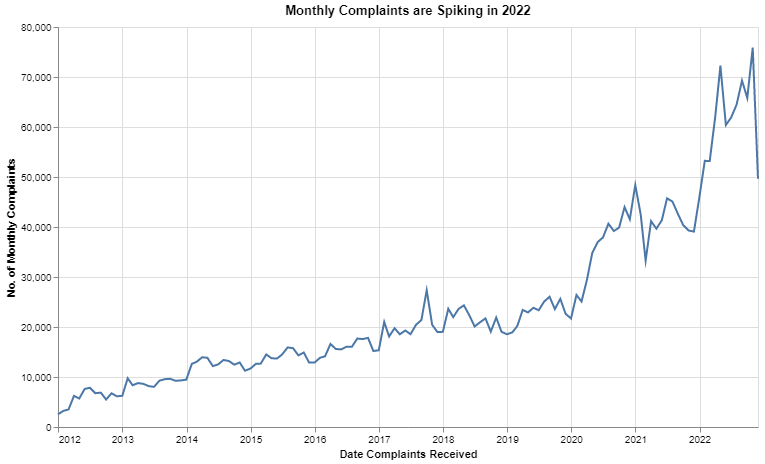 Monthly Complaints are Spiking in 2022
80,000
70,000
60,000
50,000
40,000
30,000
20,000
10,000
0
No. of Monthly Complaints
2012 2013 2014 2015 2016 2017 2018 2019 2020 2021 2022
Date Complaints Received